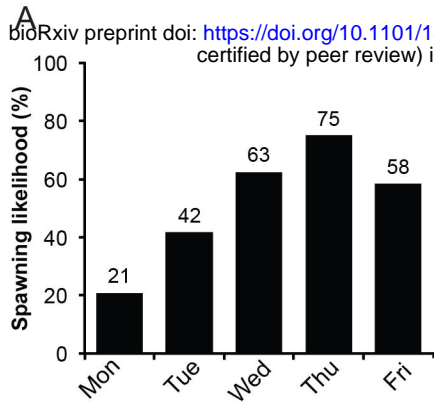 A
bioRxiv preprint doi: https://doi.org/10.1101/1
certified by peer review) i
Spawning likelihood (%)
100
80
60
40
20
0
21
42
63
75
58
Mon
Tue
Wed
Thu
Fri